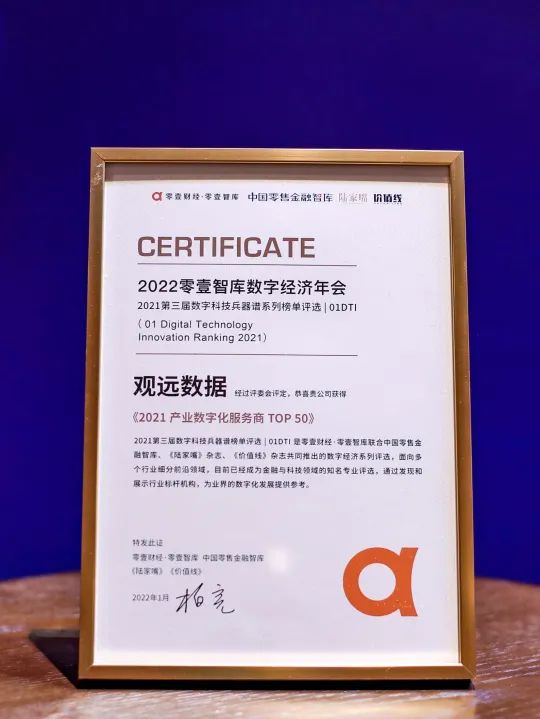 零壹财经·零壹智库 中国零售金融智库 陆家嘴 价值线
CERTIFICATE
2022零壹智库数字经济年会
2021第三届数字科技兵器谱系列榜单评选 | 01DTI
( 01 Digital Technology
Innovation Ranking 2021)
观远数据 经过评委会评定，恭喜贵公司获得
《2021 产业数字化服务商 TOP 50》
2021第三届数字科技兵器谱榜单评选 | 01DTI 是零壹财经·零壹智库联合中国零售金
融智库、《陆家嘴》杂志、《价值线》杂志共同推出的数字经济系列评选，面向多
个行业细分前沿领域，目前已经成为金融与科技领域的知名专业评选，通过发现和
展示行业标杆机构，为业界的数字化发展提供参考。
特发此证
零壹财经·零壹智库 中国零售金融智库
《陆家嘴》《价值线》
2022年1月 柏亮